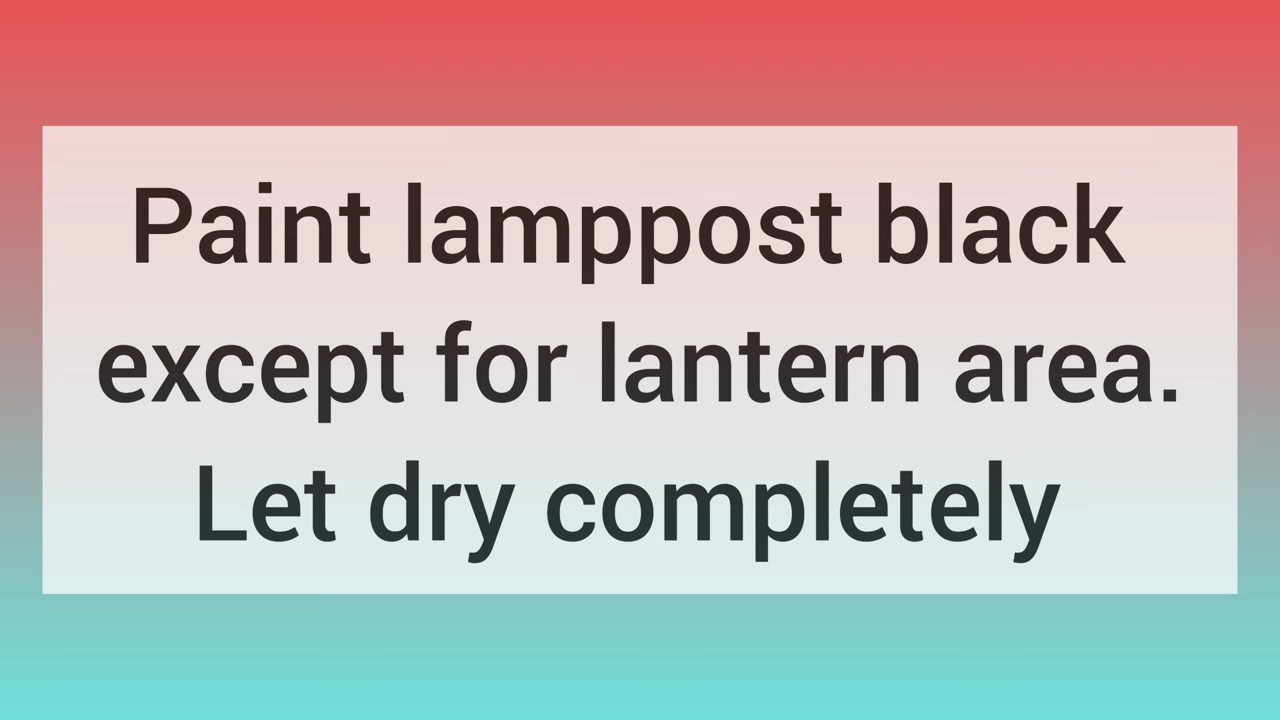 Paint lamppost black
except for lantern area.
Let dry completely